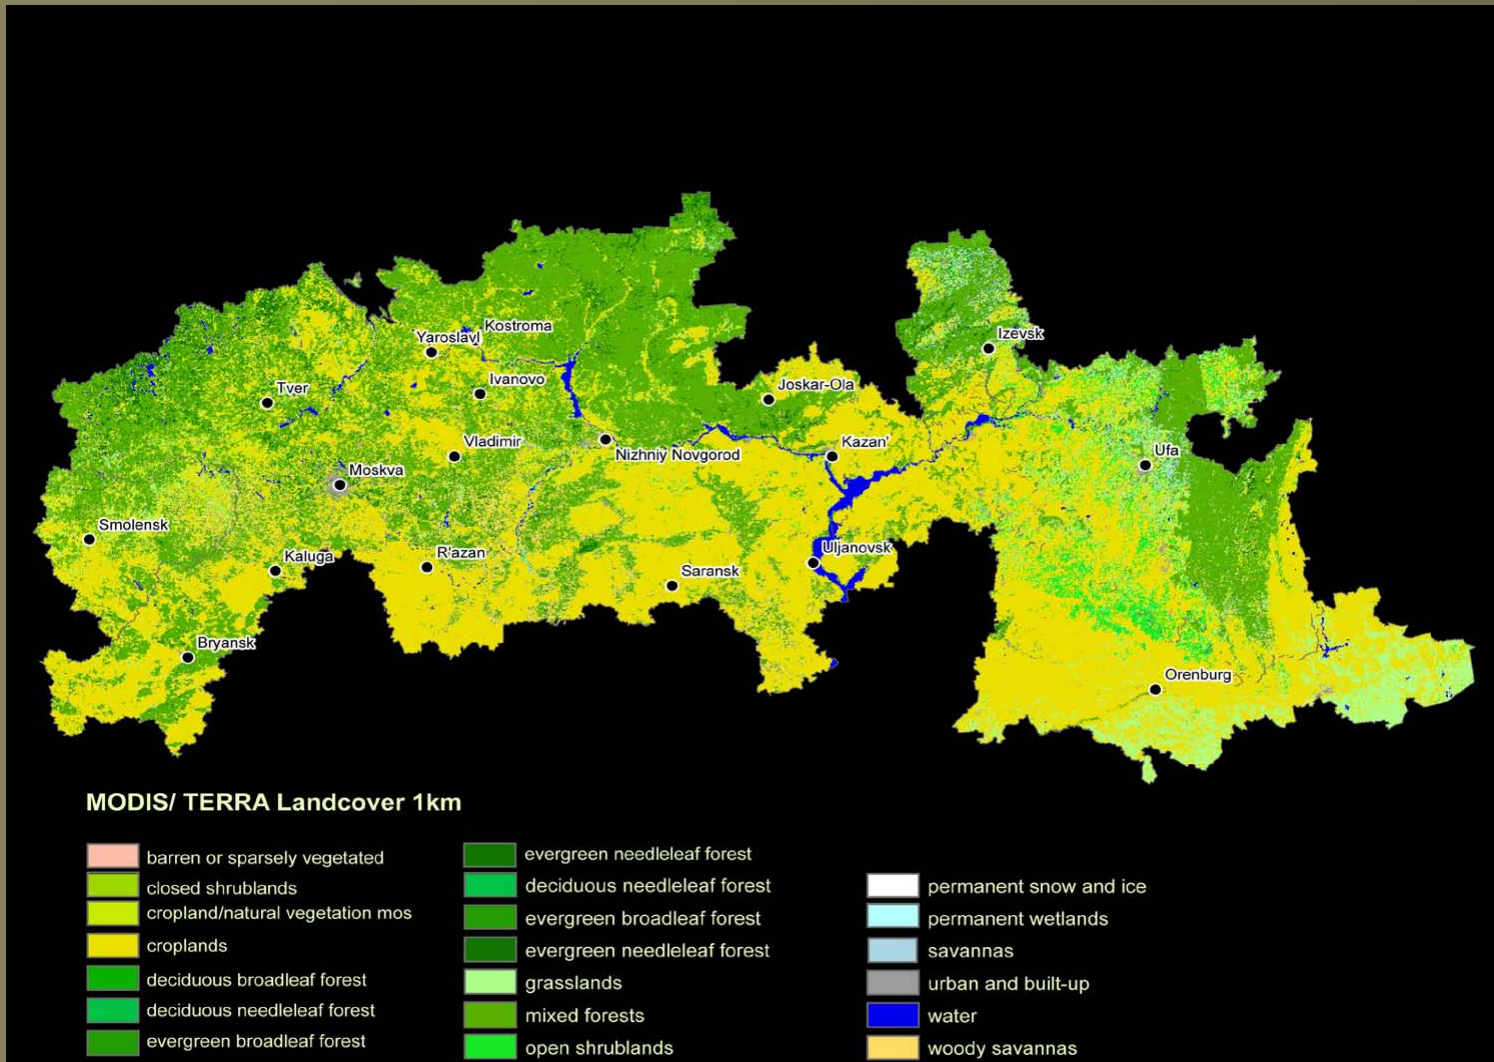 Kostroma
Yaroslavl
Izevsk
Tver
Ivanovo
Joskar-Ola
Vladimir
Nizhniy Novgorod
Kazan'
Ufa
Moskva
Smolensk
Kaluga
R'azan
Uljanovsk
Saransk
Bryansk
Orenburg
MODIS/ TERRA Landcover 1km
barren or sparsely vegetated
closed shrublands
cropland/natural vegetation mos
croplands
deciduous broadleaf forest
deciduous needleleaf forest
evergreen broadleaf forest
evergreen needleleaf forest
deciduous needleleaf forest
evergreen broadleaf forest
evergreen needleleaf forest
grasslands
mixed forests
open shrublands
permanent snow and ice
permanent wetlands
savannas
urban and built-up
water
woody savannas